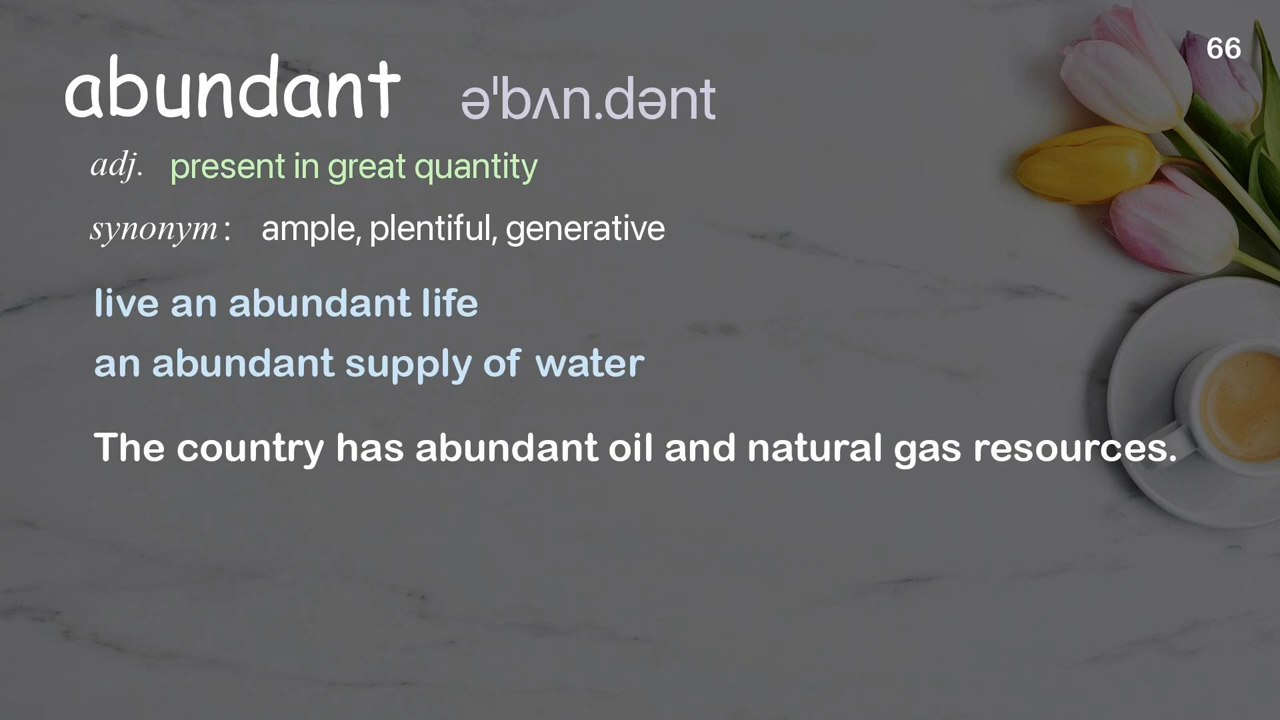 66
abundant əˈbʌn.dənt
adj. present in great quantity
synonym: ample, plentiful, generative
live an abundant life
an abundant supply of water
The country has abundant oil and natural gas resources.